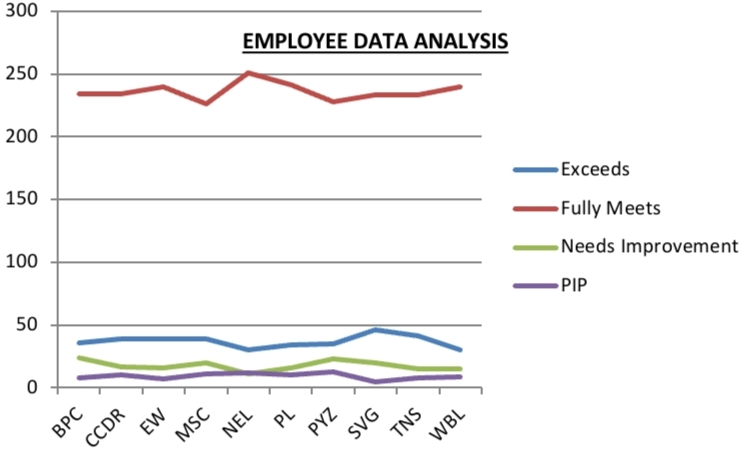 EMPLOYEE DATA ANALYSIS
300
250
200
150
100
50
0
BPC
CCDR
EW
MSC
NEL
PL
PYZ
SVG
TNS
WBL
Exceeds
Fully Meets
Needs Improvement
PIP